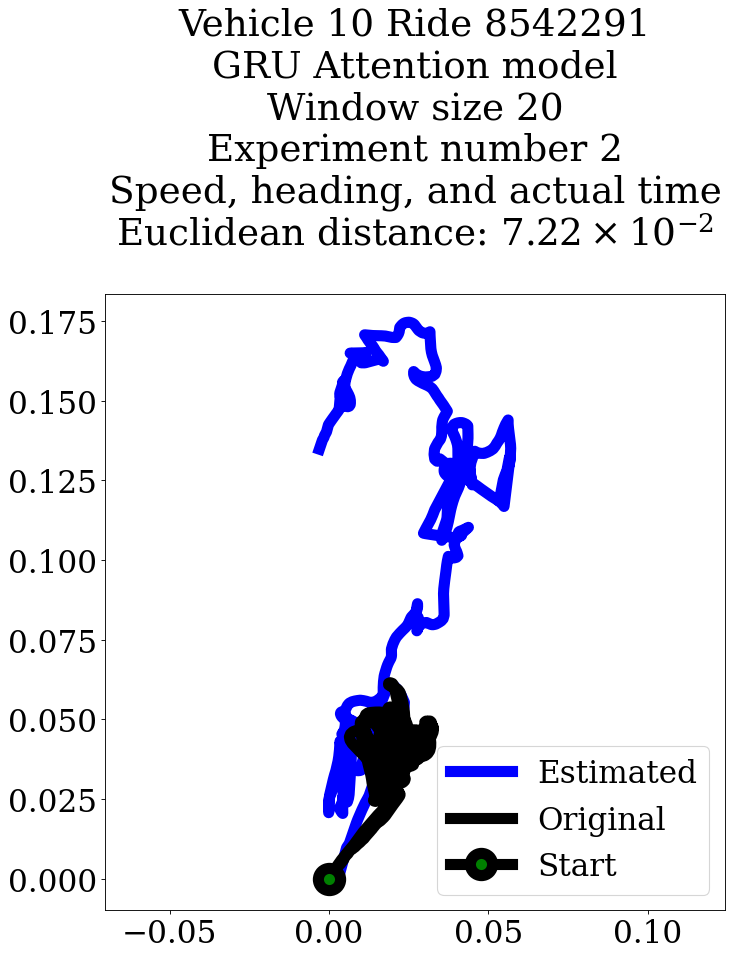 Vehicle 10 Ride 8542291
GRU Attention model
Window size 20
Experiment number 2
Speed, heading, and actual time
Euclidean distance: 7.22 × 10⁻²
0.175
0.150
0.125
0.100
0.075
0.050
0.025
0.000
Estimated
Original
Start
−0.05 0.00 0.05 0.10